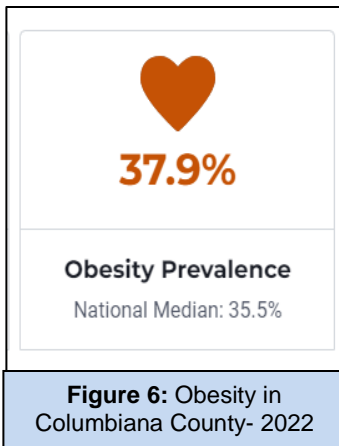 37.9%
Obesity Prevalence
National Median: 35.5%
Figure 6: Obesity in
Columbiana County- 2022